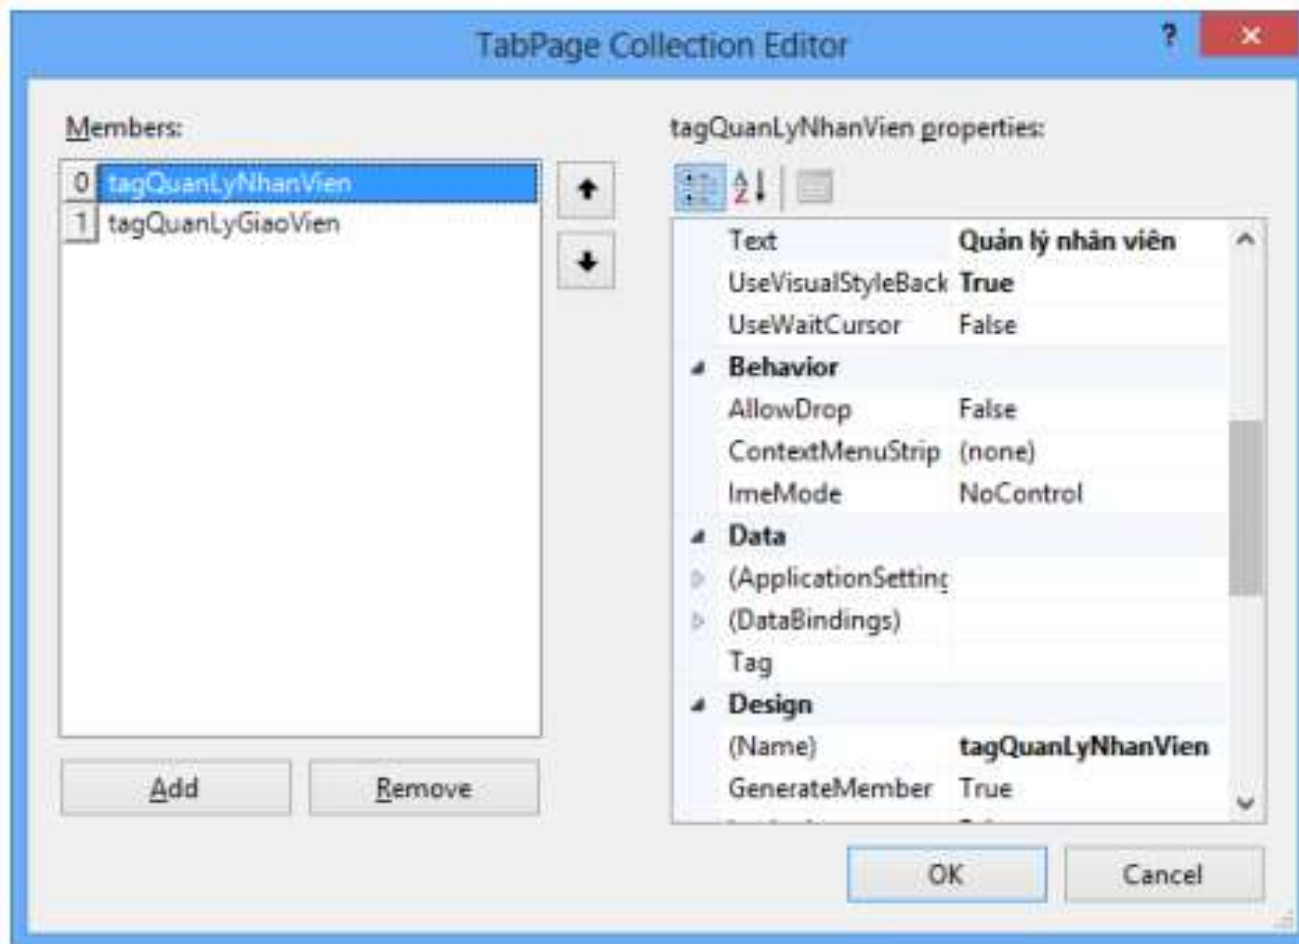 TabPage Collection Editor
?
Members:
0 tagQuanLyNhanVien
1 tagQuanLyGiaoVien
Add
Remove
tagQuanLyNhanVien properties:
Text Quản lý nhân viên
UseVisualStyleBack True
UseWaitCursor False
Behavior
AllowDrop False
ContextMenuStrip (none)
ImeMode NoControl
Data
(ApplicationSetting
(DataBindings)
Tag
Design
(Name) tagQuanLyNhanVien
GenerateMember True
OK
Cancel